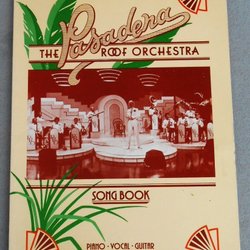 Pasadena
THE ROOF ORCHESTRA
SONG BOOK
PIANO · VOCAL · GUITAR